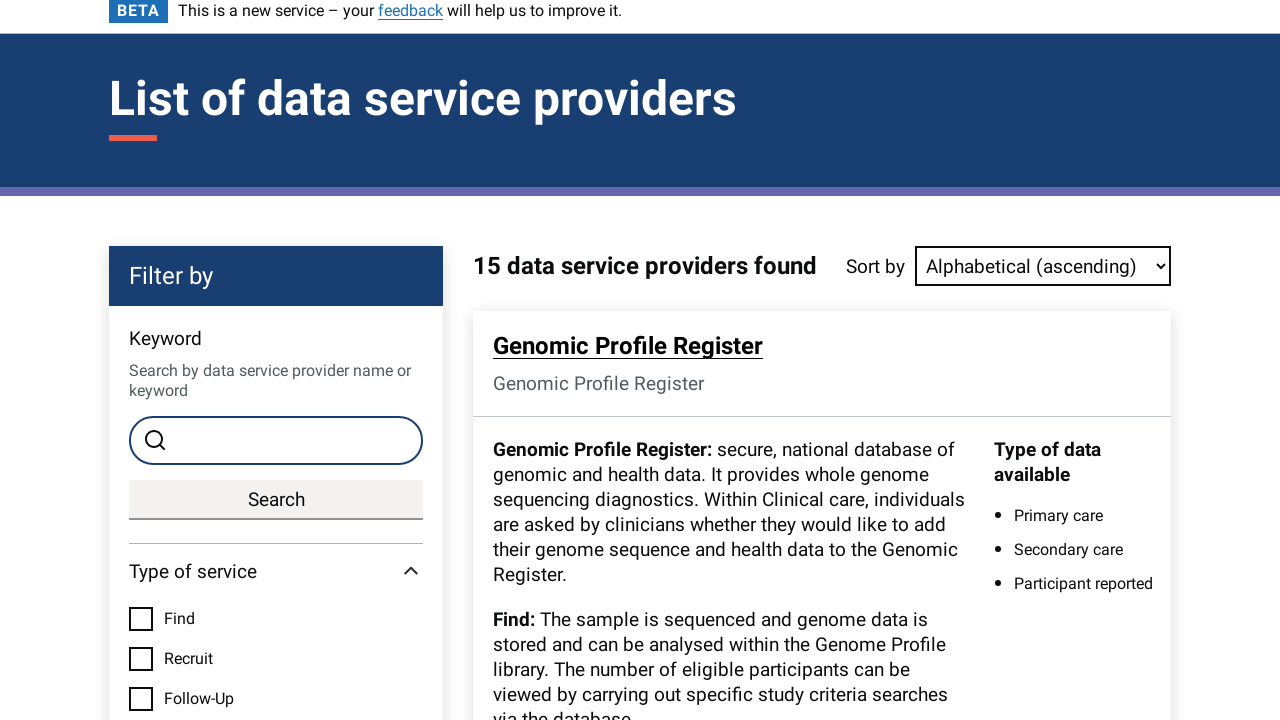 BETA This is a new service – your feedback will help us to improve it.
List of data service providers
Filter by
Keyword
Search by data service provider name or
keyword
Search
Type of service
Find
Recruit
Follow-Up
15 data service providers found
Sort by Alphabetical (ascending)
Genomic Profile Register
Genomic Profile Register
Genomic Profile Register: secure, national database of
genomic and health data. It provides whole genome
sequencing diagnostics. Within Clinical care, individuals
are asked by clinicians whether they would like to add
their genome sequence and health data to the Genomic
Register.
Find: The sample is sequenced and genome data is
stored and can be analysed within the Genome Profile
library. The number of eligible participants can be
viewed by carrying out specific study criteria searches
via the database.
Type of data
available
Primary care
Secondary care
Participant reported